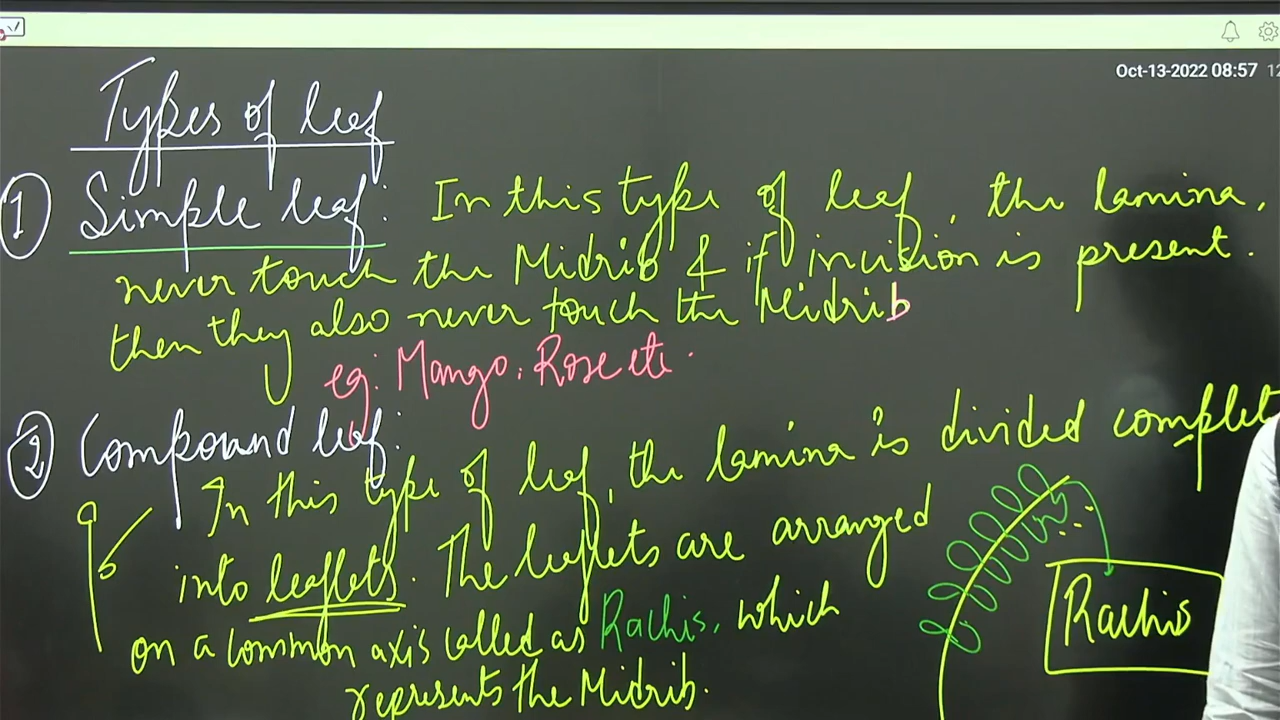 Oct-13-2022 08:57 12
Types of leaf
① Simple leaf: In this type of leaf, the lamina,
never touch the Midrib & if incision is present.
then they also never touch the Midrib
eg: Mango, Rose etc.
② Compound leaf:
In this type of leaf, the lamina is divided complet
into leaflets. The leaflets are arranged
on a common axis called as Rachis, which
represents the Midrib.
Rachis